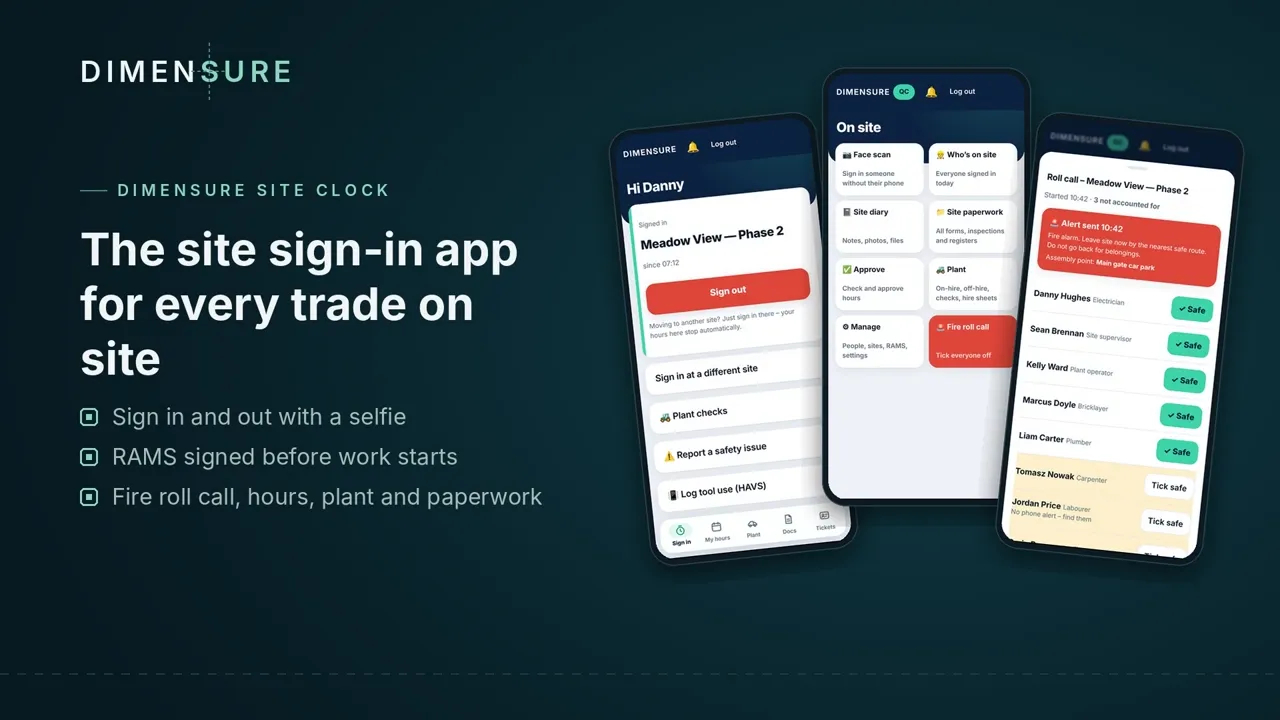 DIMENSURE
DIMENSURE SITE CLOCK
The site sign-in app
for every trade on
site
Sign in and out with a selfie
RAMS signed before work starts
Fire roll call, hours, plant and paperwork
DIMENSURE
Log out
Hi Danny
Signed in
Meadow View — Phase 2
since 07:12
Sign out
Moving to another site? Just sign in there – your
hours here stop automatically.
Sign in at a different site
Plant checks
Report a safety issue
Log tool use (HAVS)
Sign in
My hours
Plant
Docs
Tickets
DIMENSURE QC Log out
On site
Face scan
Sign in someone
without their phone
Who's on site
Everyone signed in
today
Site diary
Notes, photos, files
Site paperwork
All forms, inspections
and registers
Approve
Check and approve
hours
Plant
On-hire, off-hire,
checks, hire sheets
Manage
People, sites, RAMS,
settings
Fire roll call
Tick everyone off
DIMENSURE
Log out
Roll call – Meadow View — Phase 2
Started 10:42 · 3 not accounted for
Alert sent 10:42
Fire alarm. Leave site now by the nearest safe route.
Do not go back for belongings.
Assembly point: Main gate car park
Danny Hughes Electrician
✓ Safe
Sean Brennan Site supervisor
✓ Safe
Kelly Ward Plant operator
✓ Safe
Marcus Doyle Bricklayer
✓ Safe
Liam Carter Plumber
✓ Safe
Tomasz Nowak Carpenter
Tick safe
Jordan Price Labourer
No phone alert – find them
Tick safe